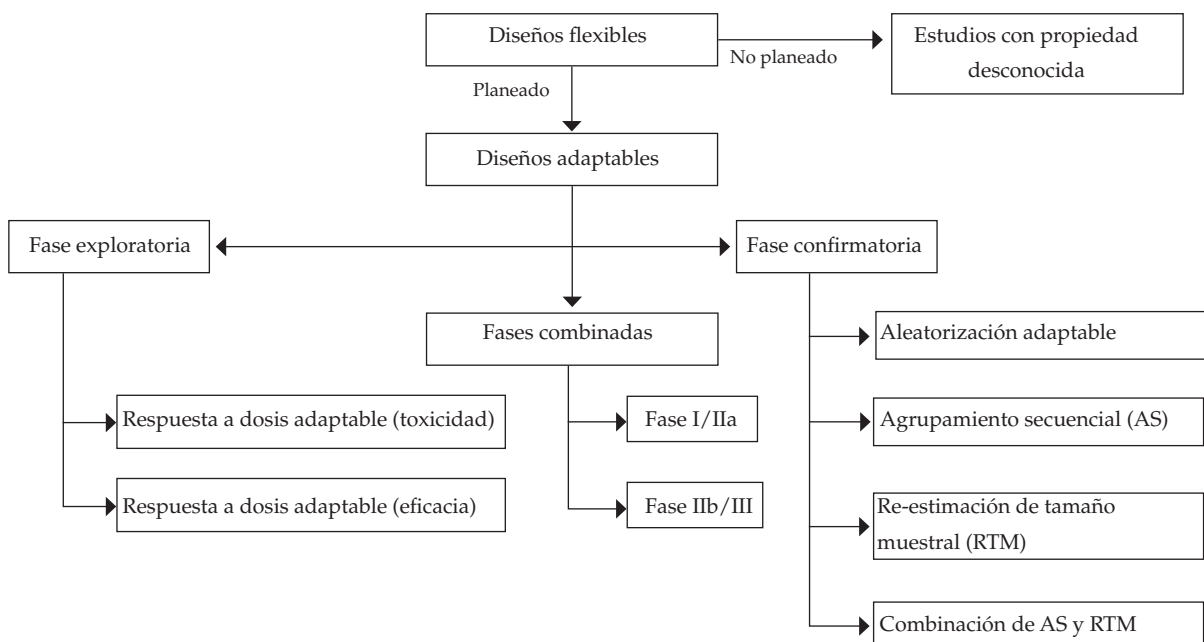 Diseños flexibles
No planeado
Estudios con propiedad
desconocida
Planeado
Diseños adaptables
Fase exploratoria
Fase confirmatoria
Fases combinadas
Respuesta a dosis adaptable (toxicidad)
Respuesta a dosis adaptable (eficacia)
Fase I/IIa
Fase IIb/III
Aleatorización adaptable
Agrupamiento secuencial (AS)
Re-estimación de tamaño
muestral (RTM)
Combinación de AS y RTM